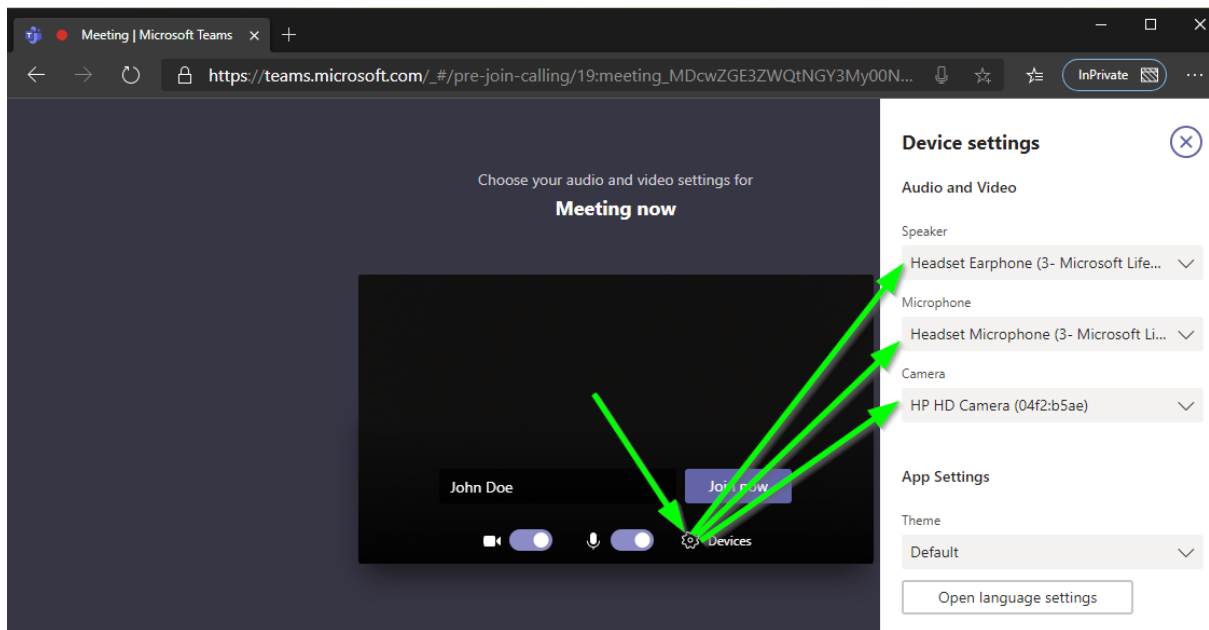 Meeting | Microsoft Teams
https://teams.microsoft.com/_#/pre-join-calling/19:meeting_MDcwZGE3ZWQtNGY3My00N...
InPrivate
Choose your audio and video settings for
Meeting now
John Doe
Join now
Devices
Device settings
Audio and Video
Speaker
Headset Earphone (3- Microsoft Life...
Microphone
Headset Microphone (3- Microsoft Li...
Camera
HP HD Camera (04f2:b5ae)
App Settings
Theme
Default
Open language settings